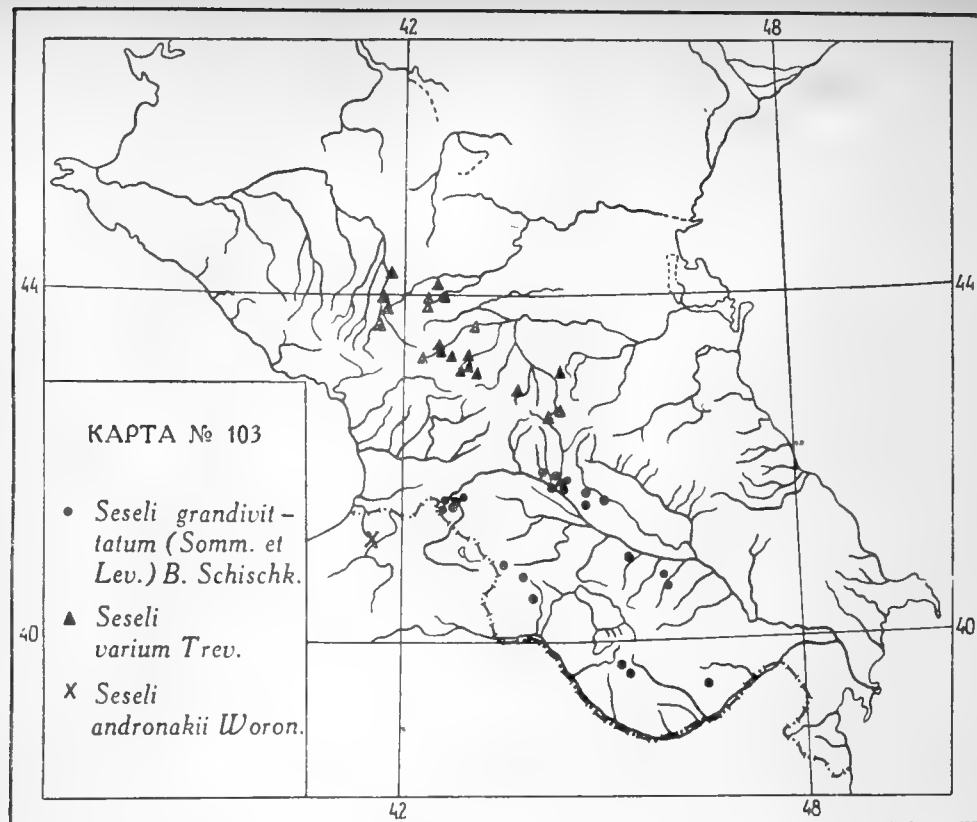 42 48
44 44
КАРТА № 103
Seseli grandivit–
tatum (Somm. et
Lev.) B. Schischk.
Seseli
varium Trev.
X Seseli
andronakii Woron.
40 40
42 48